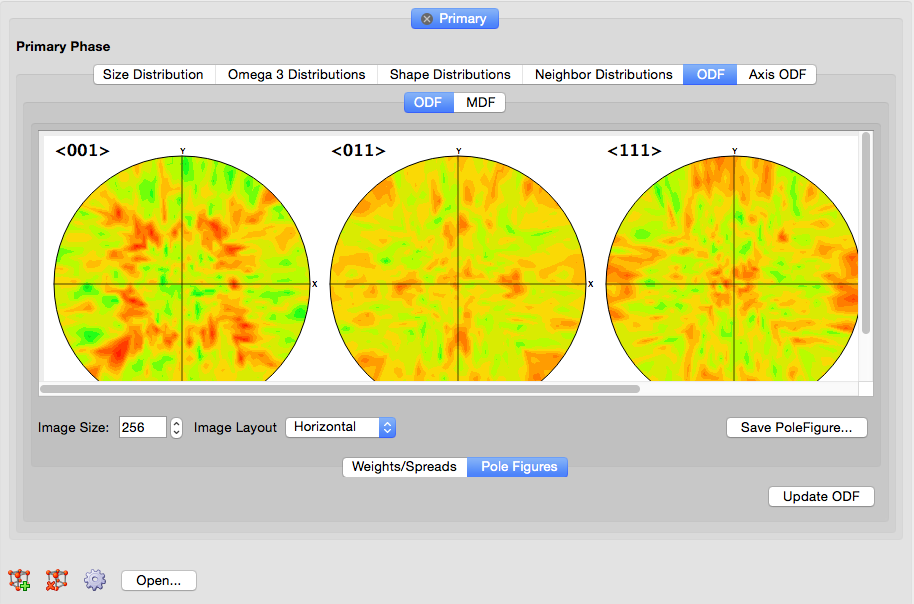 Primary
Primary Phase
Size Distribution Omega 3 Distributions Shape Distributions Neighbor Distributions ODF Axis ODF
ODF MDF
<001> Y <011> Y <111> Y
X X
Image Size: 256 Image Layout Horizontal Save PoleFigure...
Weights/Spreads Pole Figures
Update ODF
Open...